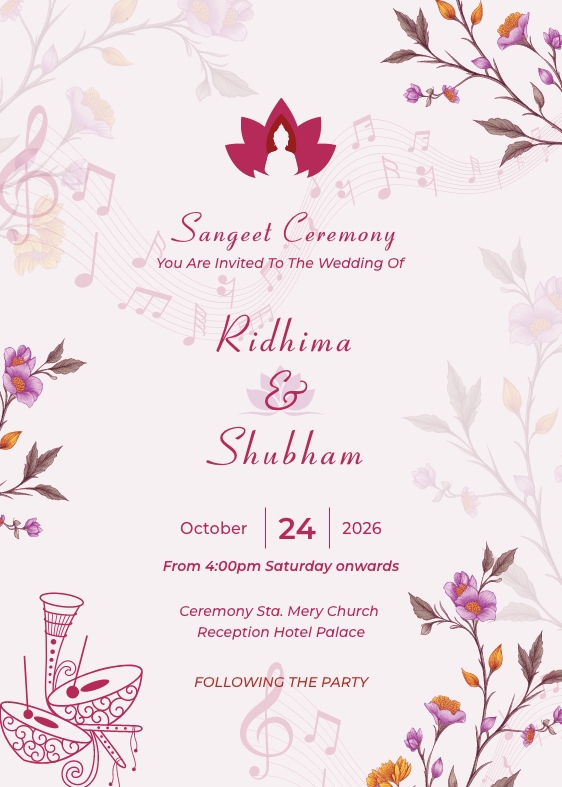 Sangeet Ceremony
You Are Invited To The Wedding Of
Ridhima
&
Shubham
October 24 2026
From 4:00pm Saturday onwards
Ceremony Sta. Mery Church
Reception Hotel Palace
FOLLOWING THE PARTY